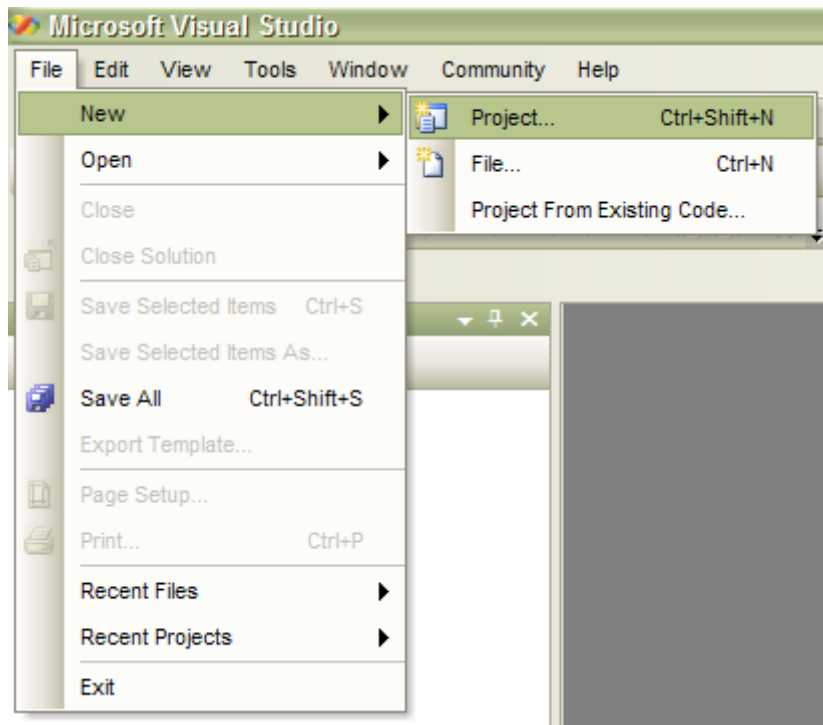 Microsoft Visual Studio
File Edit View Tools Window Community Help
New
Project... Ctrl+Shift+N
Open
File... Ctrl+N
Close
Project From Existing Code...
Close Solution
Save Selected Items Ctrl+S
Save Selected Items As...
Save All Ctrl+Shift+S
Export Template...
Page Setup...
Print... Ctrl+P
Recent Files
Recent Projects
Exit